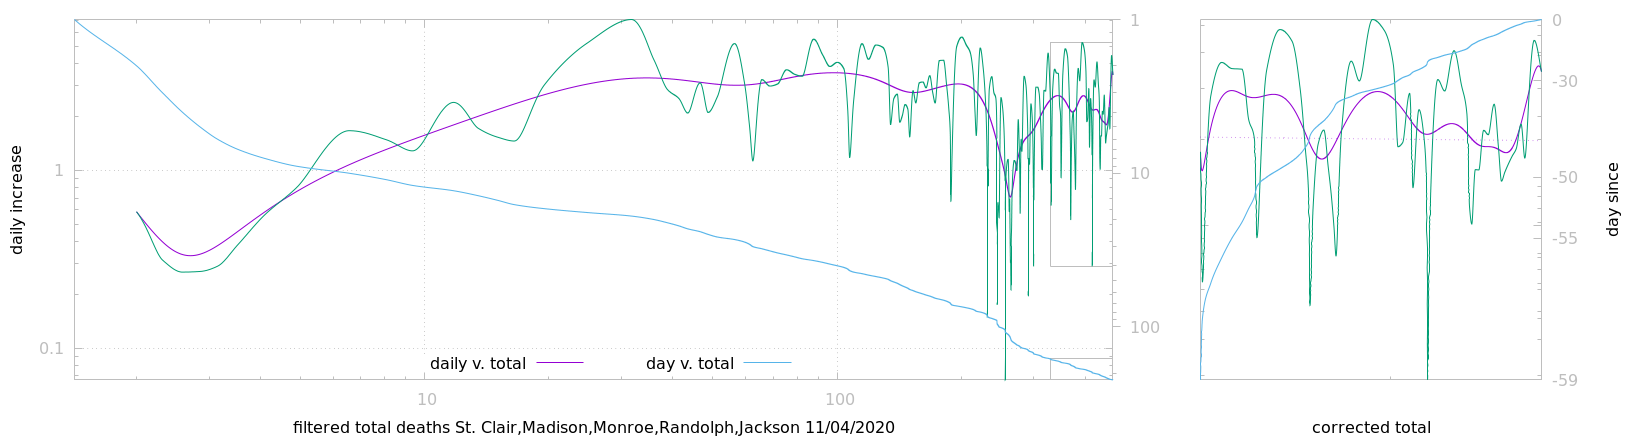 1
0
-30
1
10
-50
-55
100
0.1
-59
daily increase
day since
daily v. total
day v. total
10
100
filtered total deaths St. Clair,Madison,Monroe,Randolph,Jackson 11/04/2020
corrected total